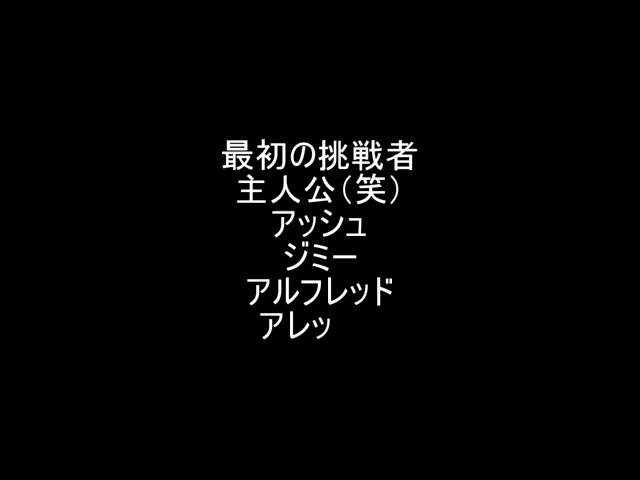 最初の挑戦者
主人公（笑）
アッシュ
ジミー
アルフレッド
アレッ